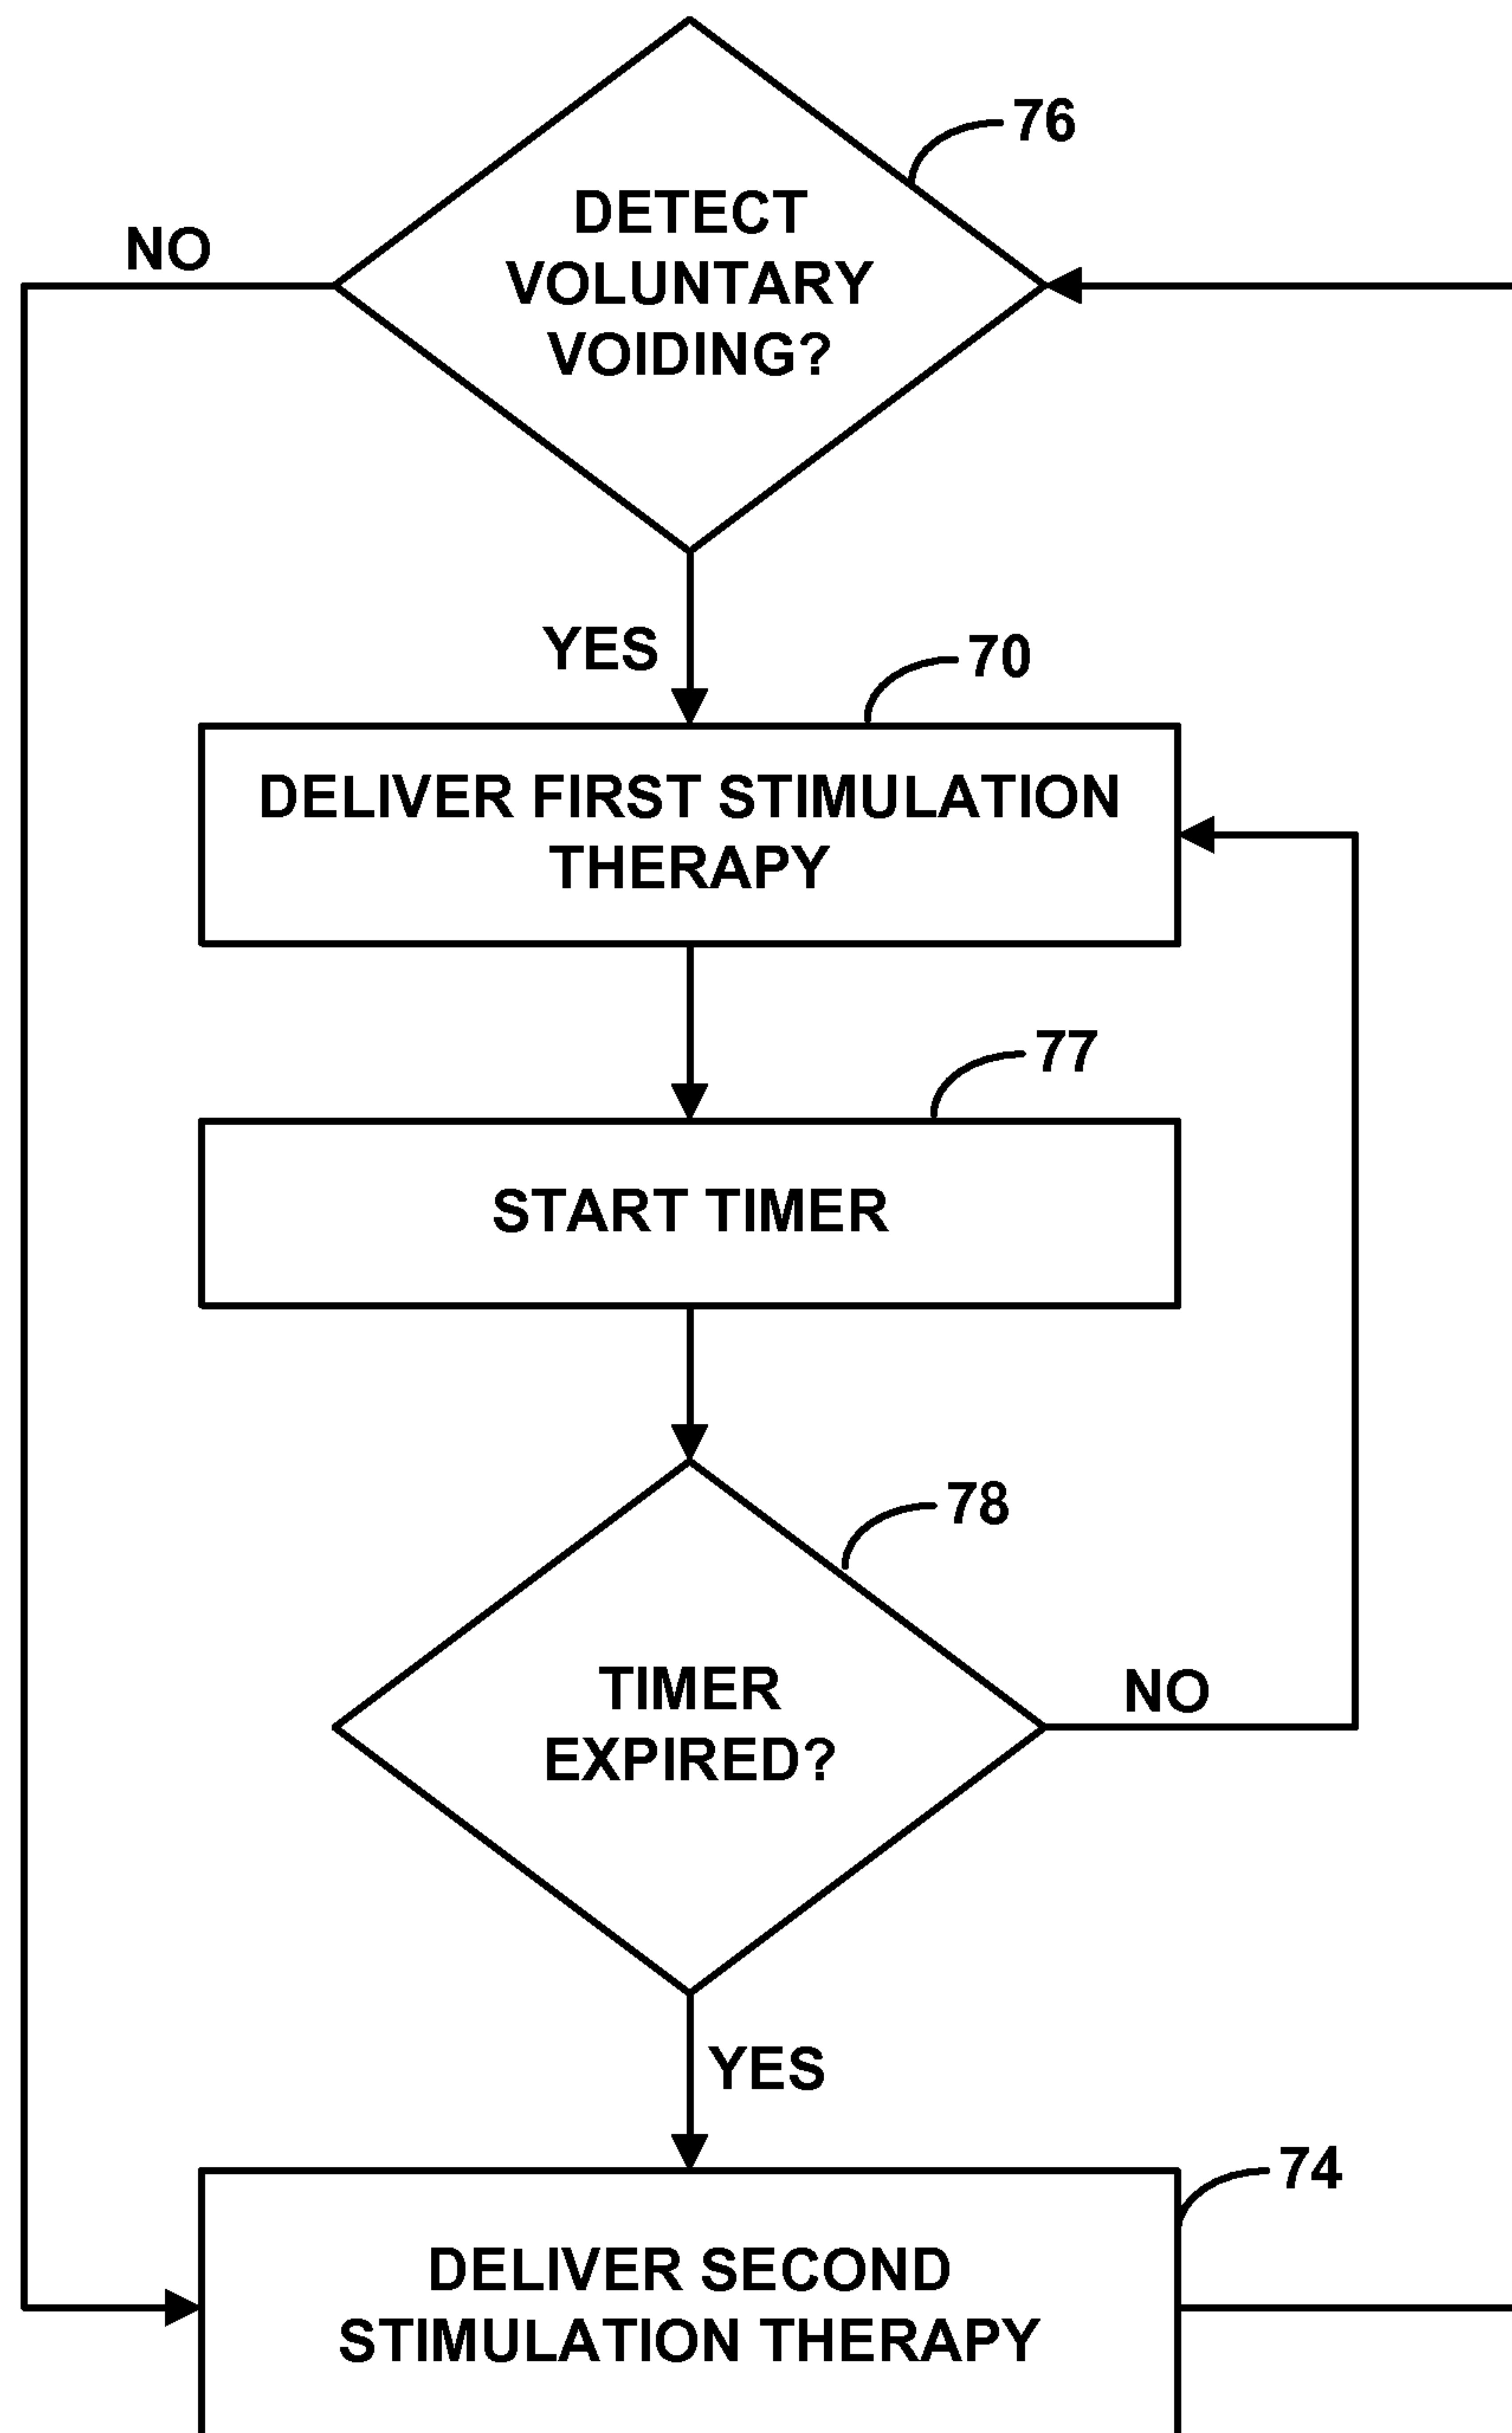 76
DETECT
VOLUNTARY
VOIDING?
NO
YES
70
DELIVER FIRST STIMULATION
THERAPY
77
START TIMER
78
TIMER
EXPIRED?
NO
YES
74
DELIVER SECOND
STIMULATION THERAPY